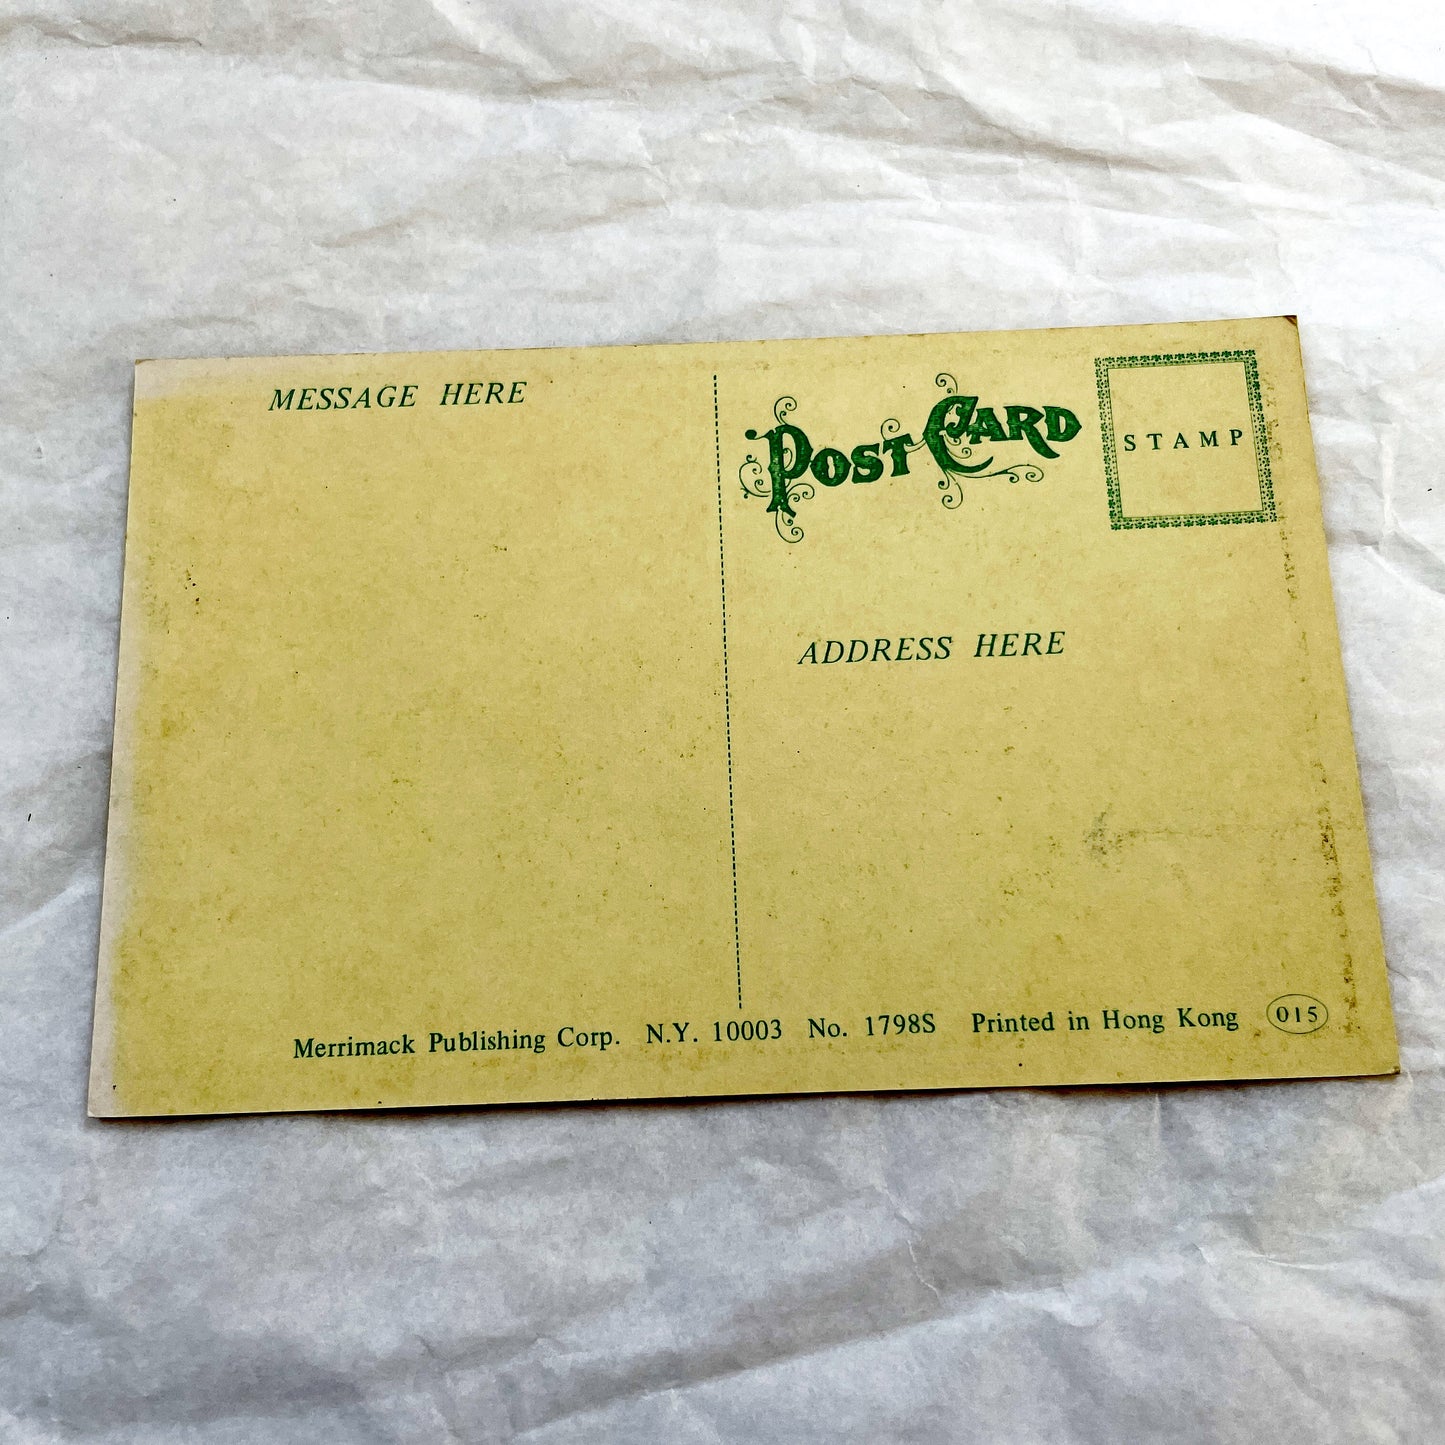 MESSAGE HERE
POST CARD
STAMP
ADDRESS HERE
Merrimack Publishing Corp. N.Y. 10003 No. 1798S Printed in Hong Kong 015